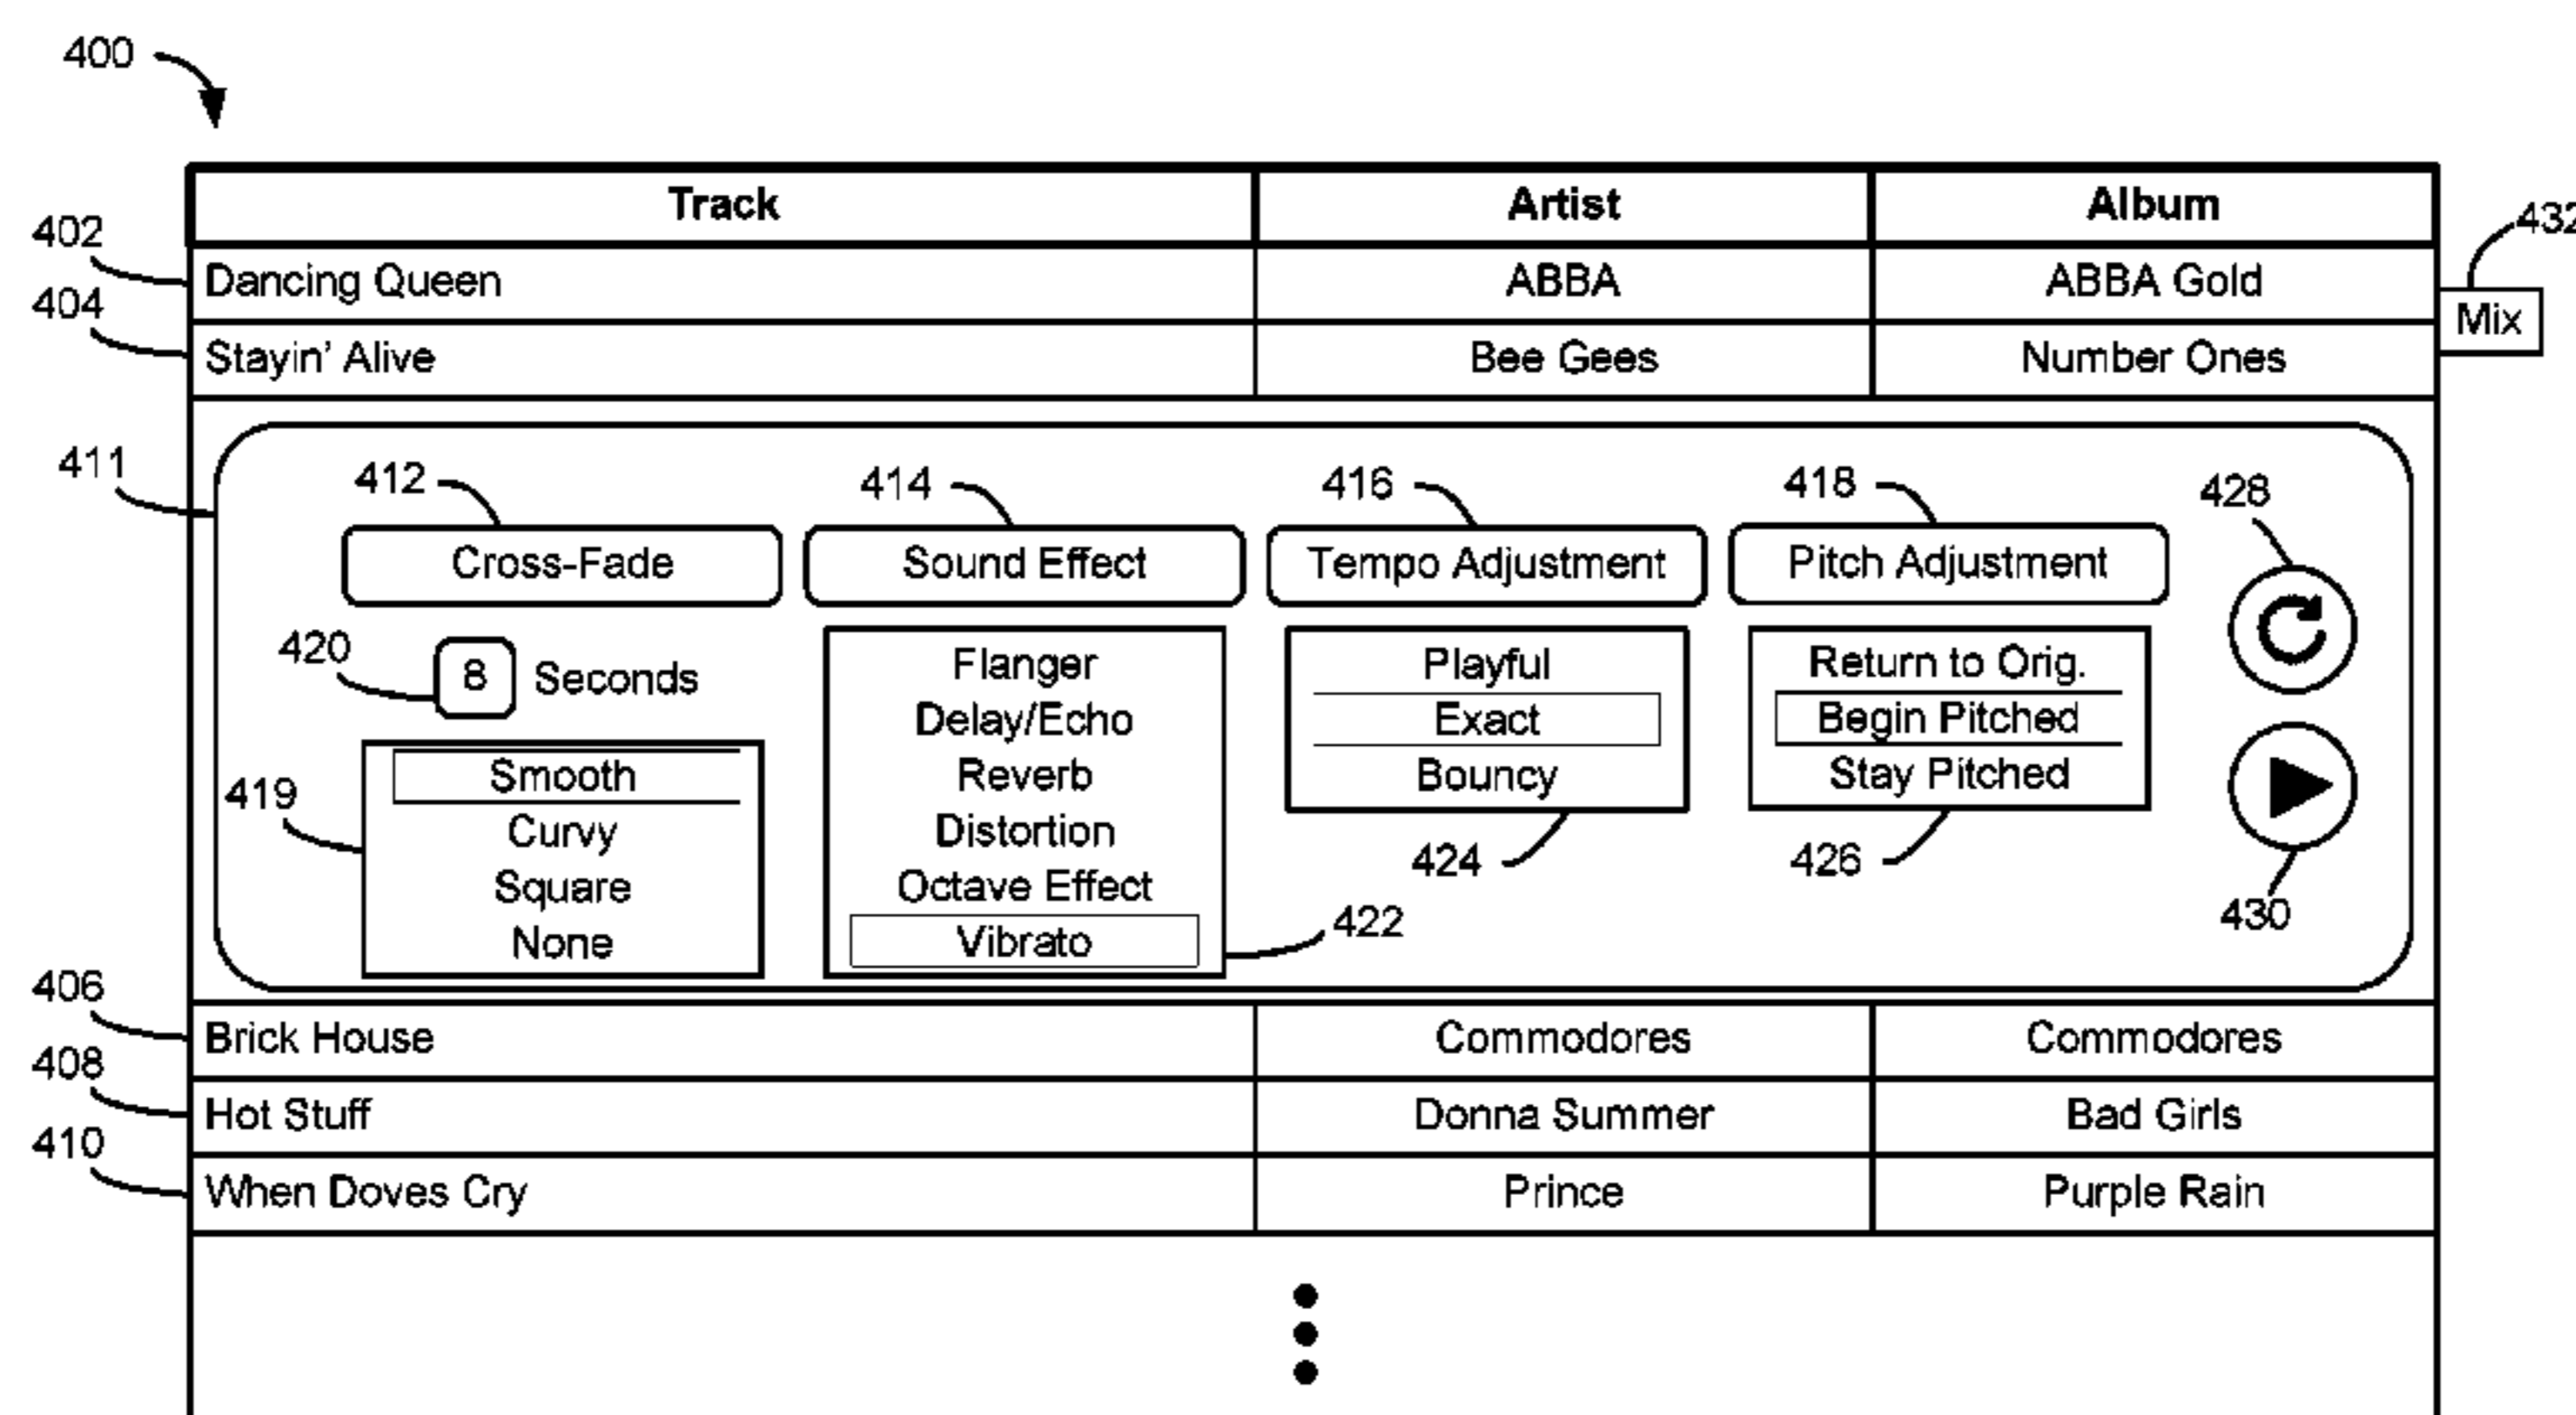 400
Track Artist Album
402
432
Dancing Queen ABBA ABBA Gold
404
Mix
Stayin' Alive Bee Gees Number Ones
411
412 414 416 418 428
Cross-Fade Sound Effect Tempo Adjustment Pitch Adjustment
420
8 Seconds
Smooth
Curvy
Square
None
419
Flanger
Delay/Echo
Reverb
Distortion
Octave Effect
Vibrato
422
Playful
Exact
Bouncy
424
Return to Orig.
Begin Pitched
Stay Pitched
426
430
406
Brick House Commodores Commodores
408
Hot Stuff Donna Summer Bad Girls
410
When Doves Cry Prince Purple Rain